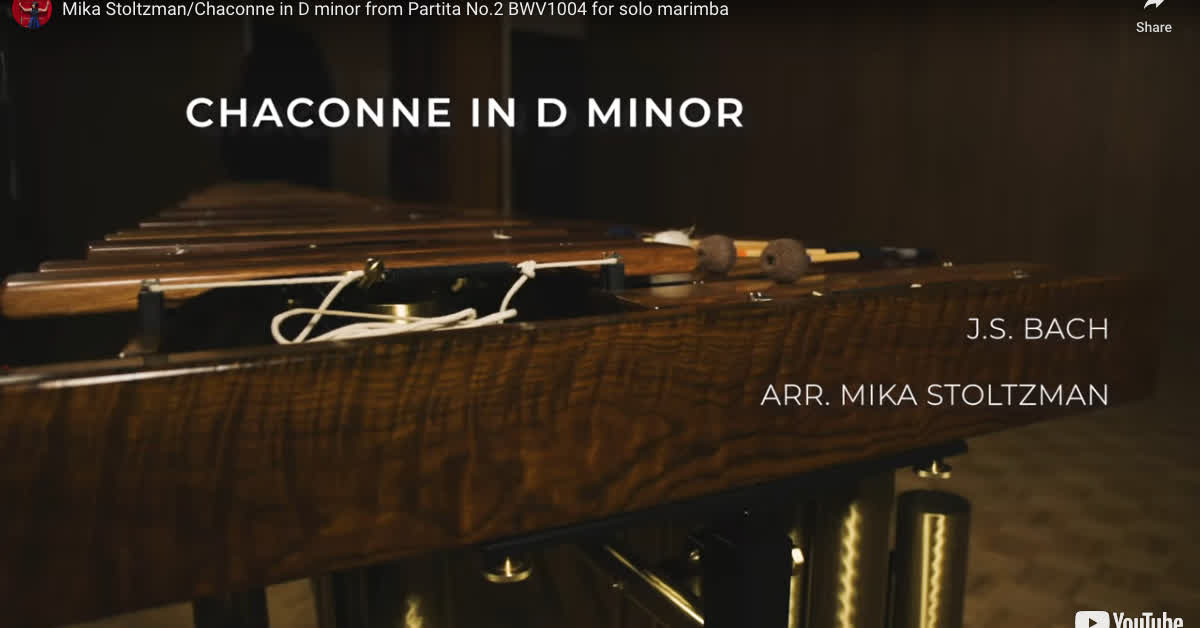 Mika Stoltzman/Chaconne in D minor from Partita No.2 BWV1004 for solo marimba
Share
CHACONNE IN D MINOR
J.S. BACH
ARR. MIKA STOLTZMAN
YouTube